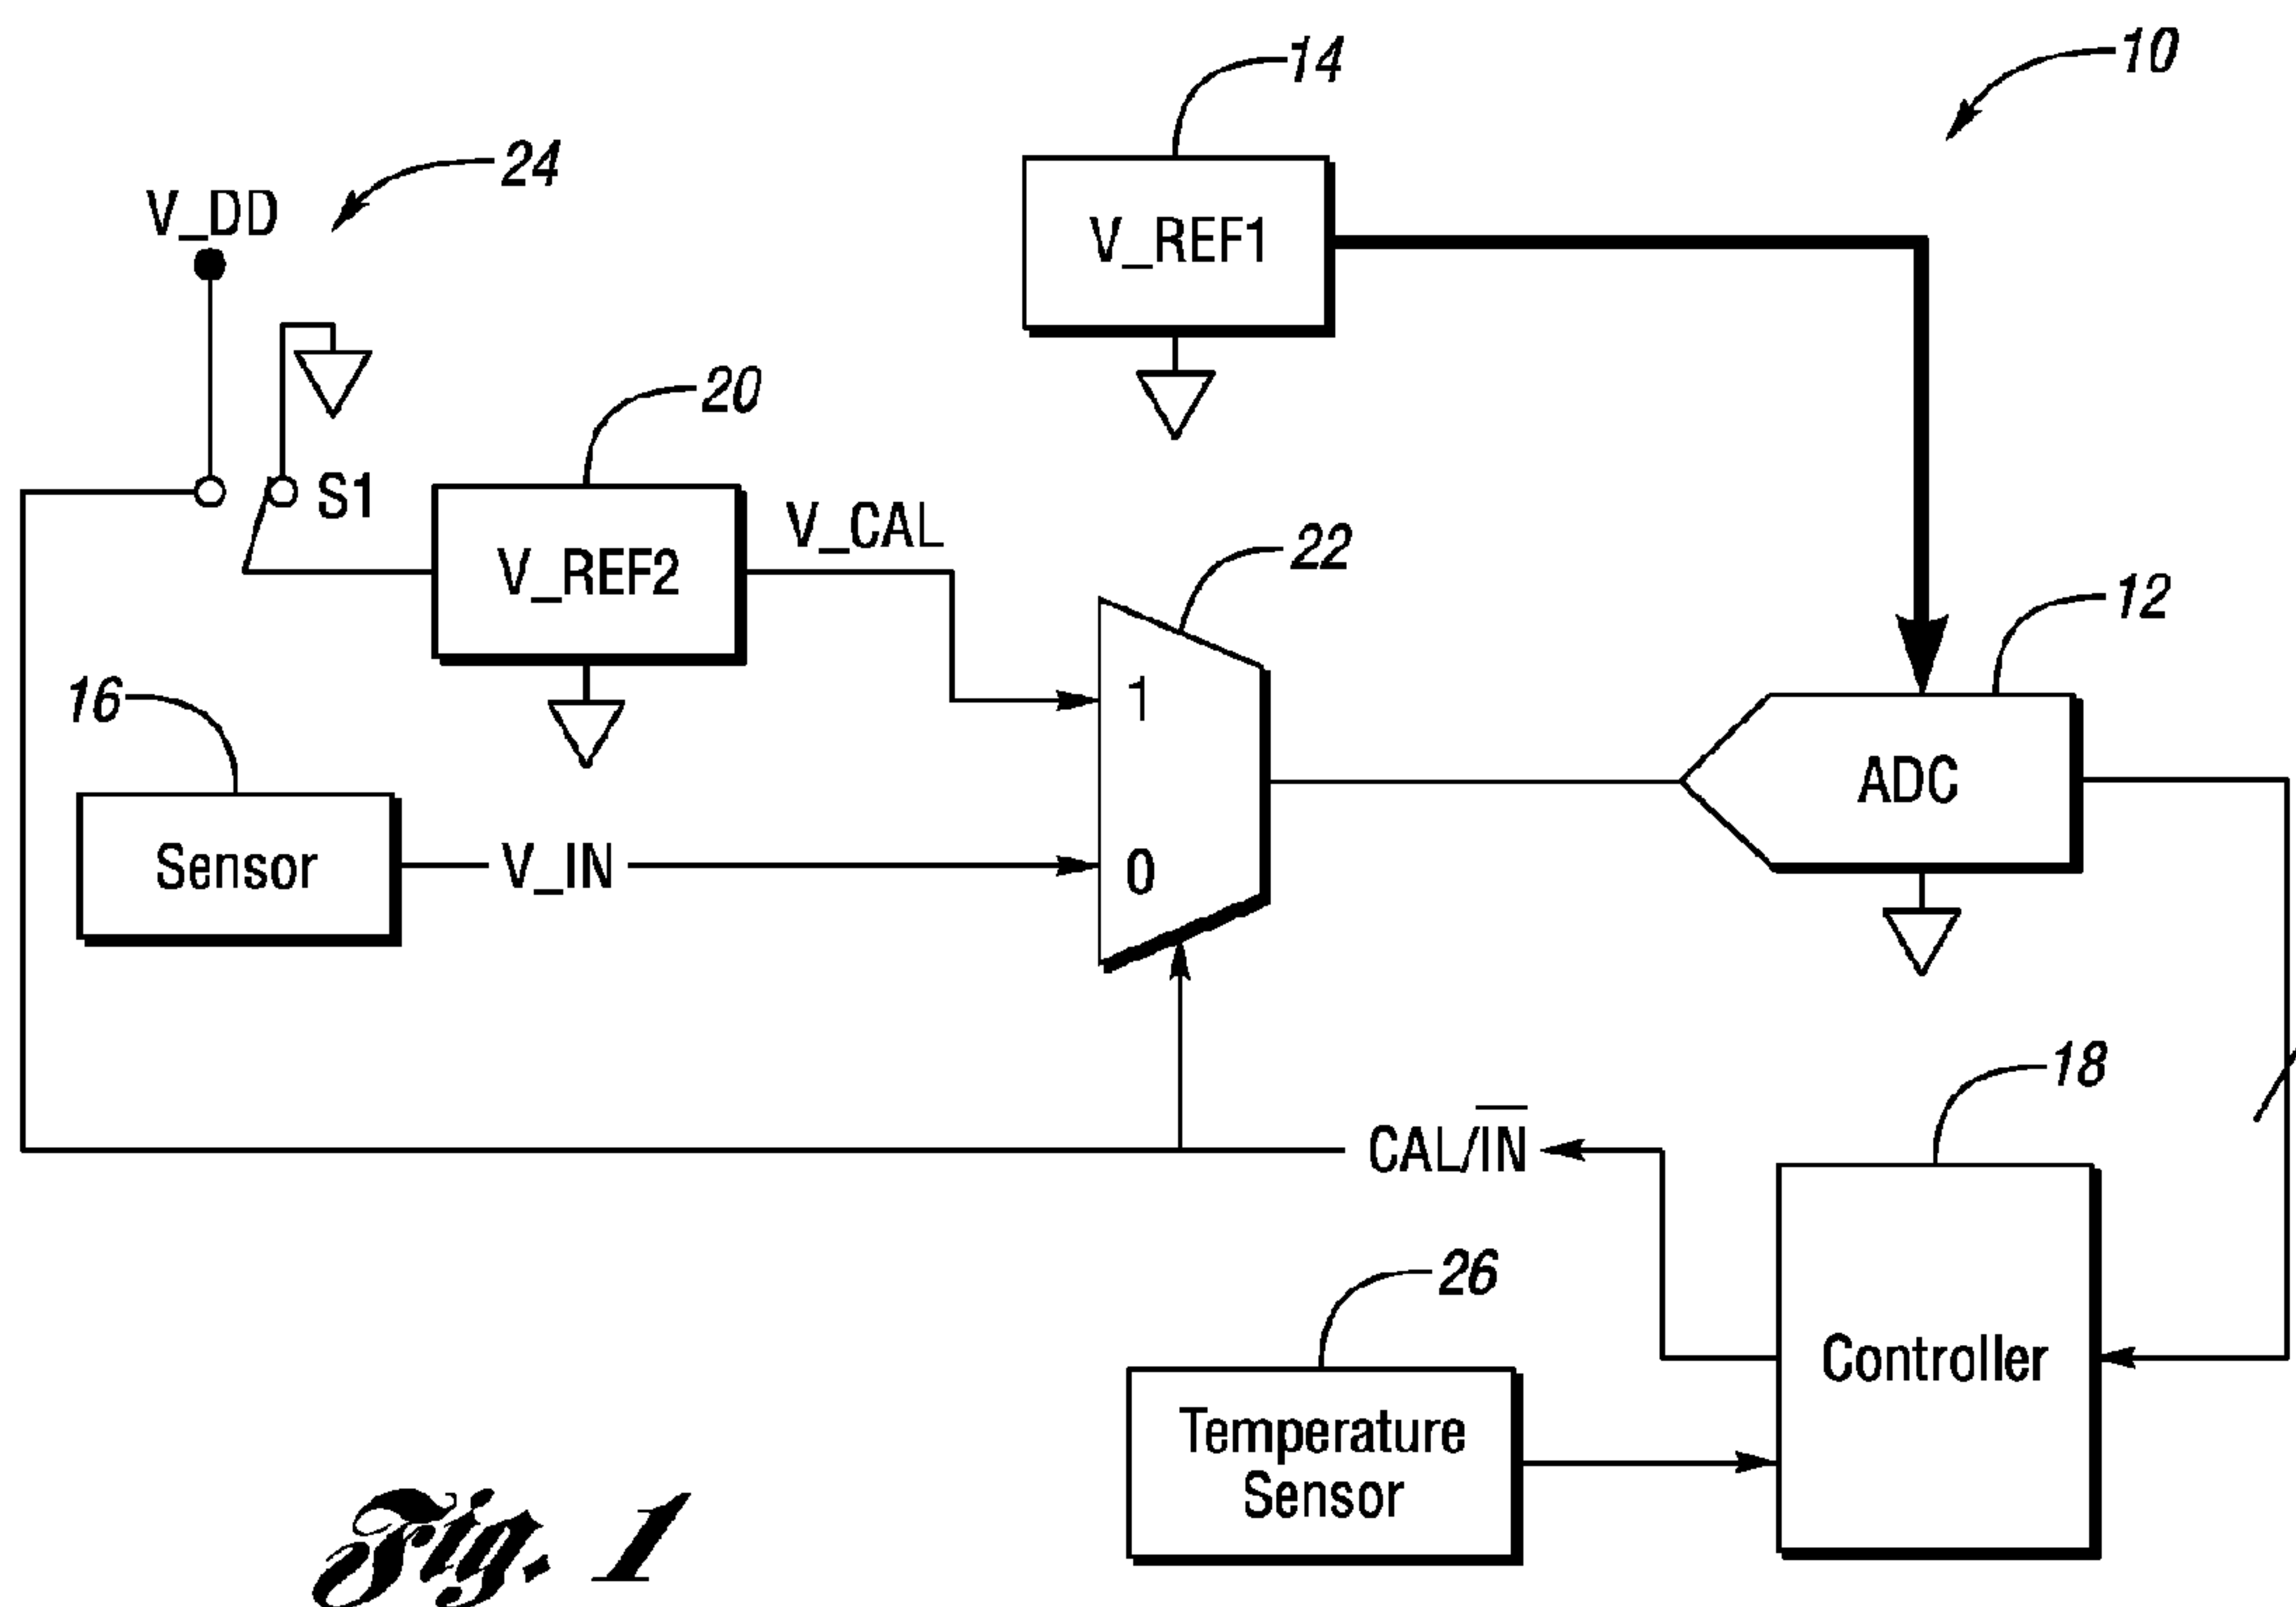 14
10
24
V_DD
V_REF1
20
S1
V_CAL
V_REF2
22
12
16
1
ADC
Sensor
V_IN
0
18
CAL/I̅N̅
26
Controller
Temperature
Sensor
Fig. 1